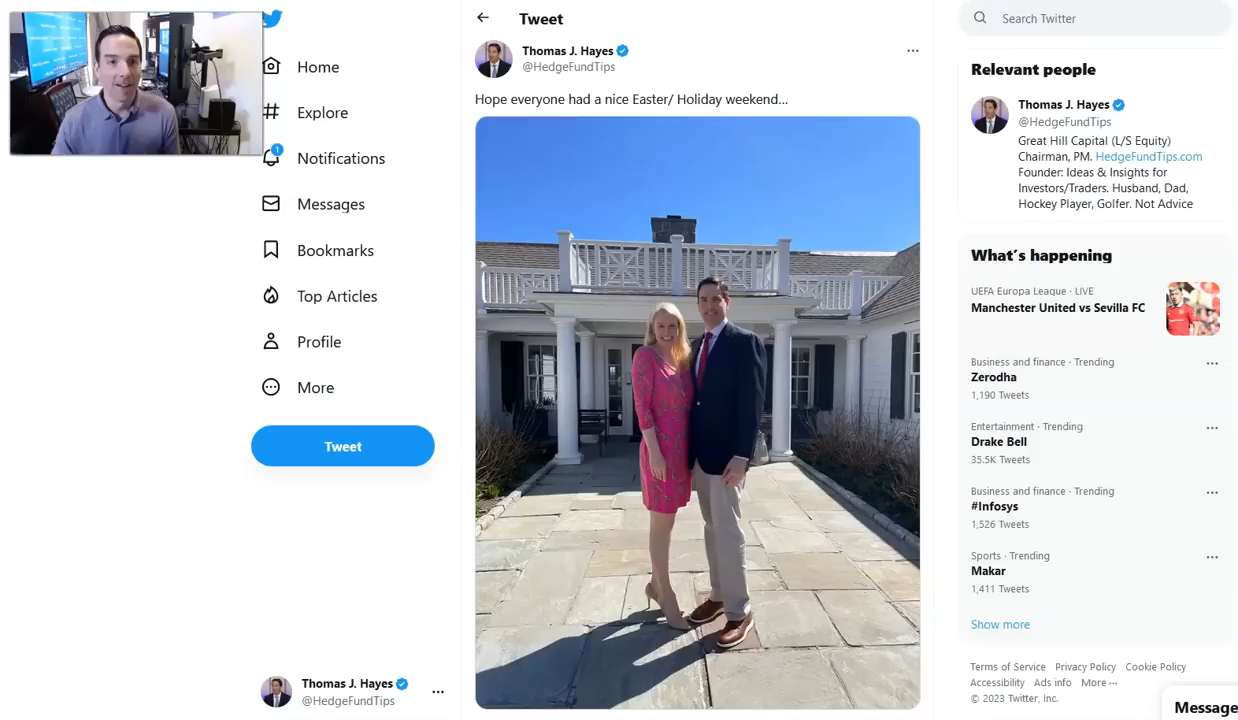 Home
Explore
1
Notifications
Messages
Bookmarks
Top Articles
Profile
More
Tweet
Thomas J. Hayes
@HedgeFundTips
Tweet
Thomas J. Hayes
@HedgeFundTips
Hope everyone had a nice Easter/ Holiday weekend...
Search Twitter
Relevant people
Thomas J. Hayes
@HedgeFundTips
Great Hill Capital (L/S Equity)
Chairman, PM. HedgeFundTips.com
Founder: Ideas & Insights for
Investors/Traders. Husband, Dad,
Hockey Player, Golfer. Not Advice
What's happening
UEFA Europa League · LIVE
Manchester United vs Sevilla FC
Business and finance · Trending
Zerodha
1,190 Tweets
Entertainment · Trending
Drake Bell
35.5K Tweets
Business and finance · Trending
#Infosys
1,526 Tweets
Sports · Trending
Makar
1,411 Tweets
Show more
Terms of Service Privacy Policy Cookie Policy
Accessibility Ads info More ···
© 2023 Twitter, Inc.
Message